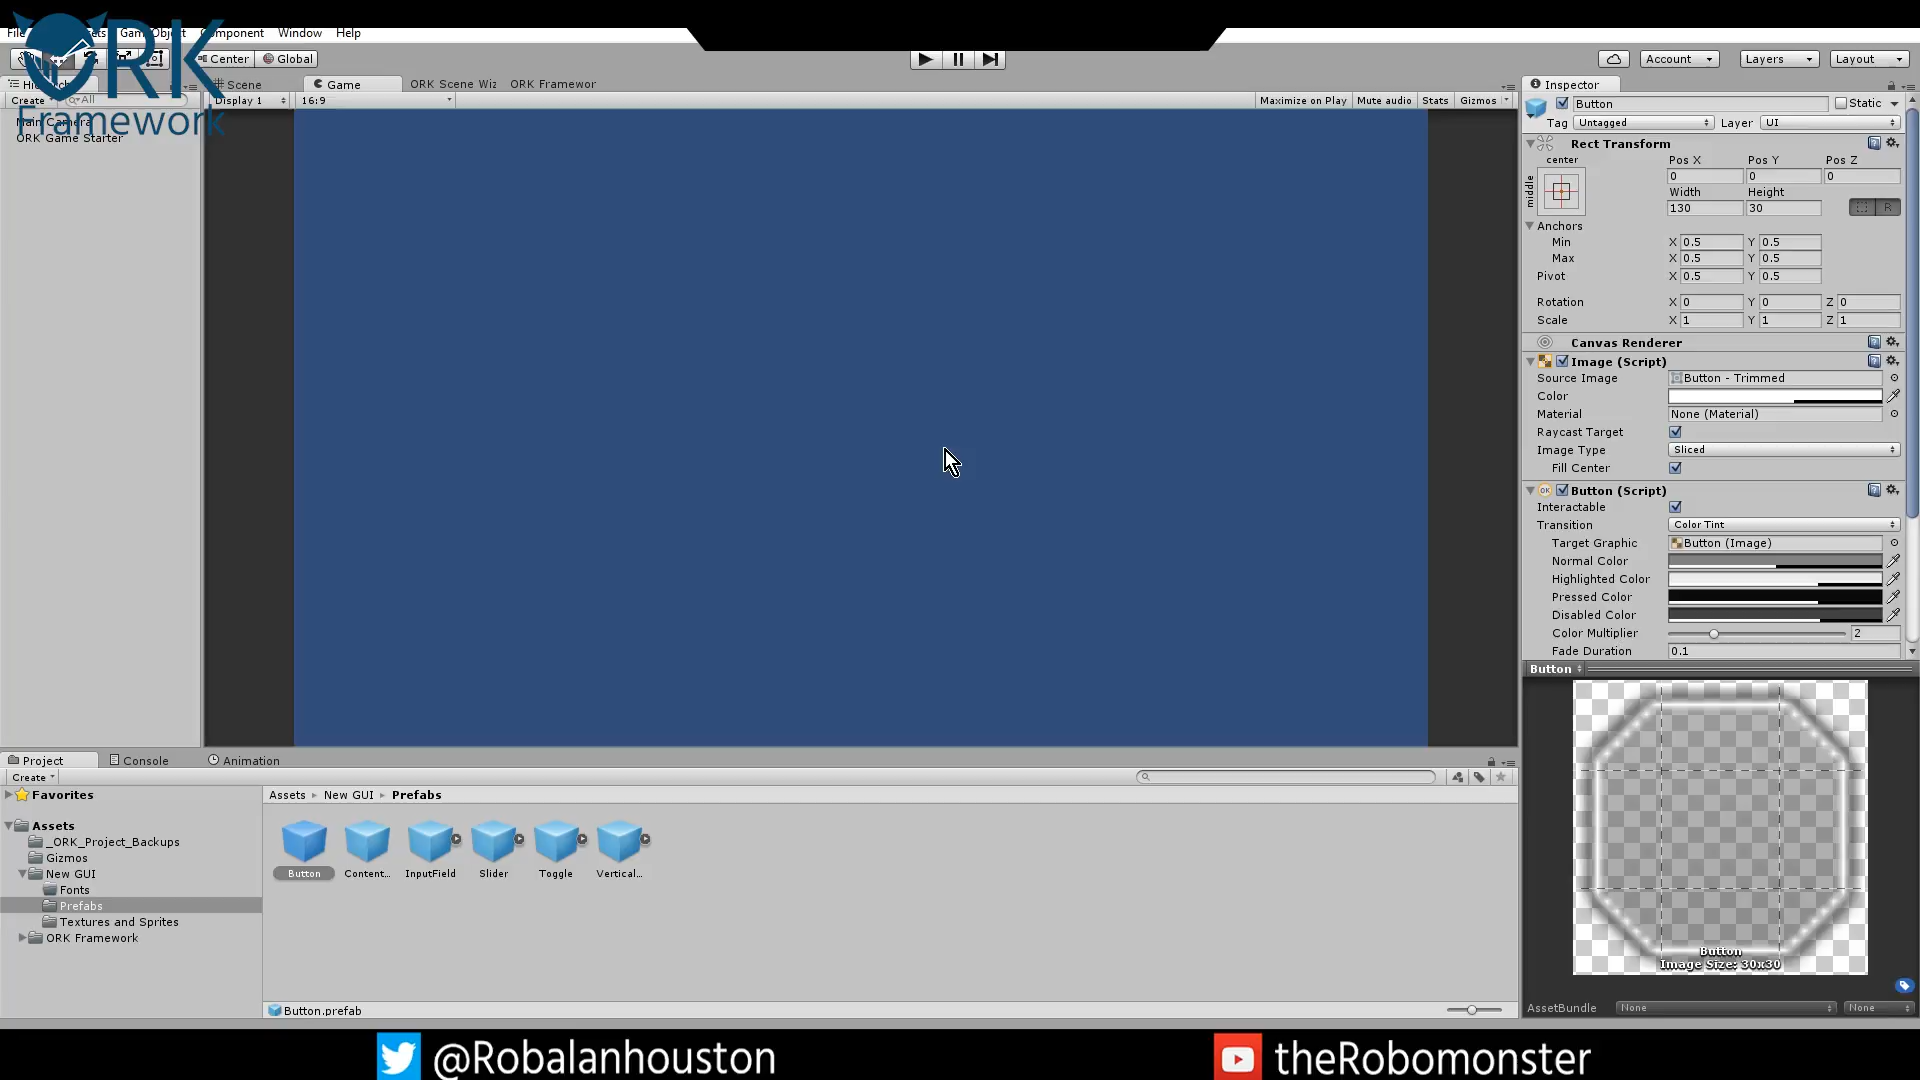 ORK
Framework
File Assets GameObject Component Window Help
Center Global
Account Layers Layout
Scene Game ORK Scene Wiz ORK Framewor
Inspector
Create All
Display 1 16:9 Maximize on Play Mute audio Stats Gizmos
Main Camera
ORK Game Starter
Button Static
Tag Untagged Layer UI
Rect Transform
center
middle
Pos X Pos Y Pos Z
0 0 0
Width Height
130 30 R
Anchors
Min X 0.5 Y 0.5
Max X 0.5 Y 0.5
Pivot X 0.5 Y 0.5
Rotation X 0 Y 0 Z 0
Scale X 1 Y 1 Z 1
Canvas Renderer
Image (Script)
Source Image Button - Trimmed
Color
Material None (Material)
Raycast Target
Image Type Sliced
Fill Center
Button (Script)
Interactable
Transition Color Tint
Target Graphic Button (Image)
Normal Color
Highlighted Color
Pressed Color
Disabled Color
Color Multiplier 2
Fade Duration 0.1
Button
Button
Image Size: 30x30
AssetBundle None None
Project Console Animation
Create
Favorites
Assets
_ORK_Project_Backups
Gizmos
New GUI
Fonts
Prefabs
Textures and Sprites
ORK Framework
Assets New GUI Prefabs
Button Content... InputField Slider Toggle Vertical...
Button.prefab
@Robalanhouston
theRobomonster